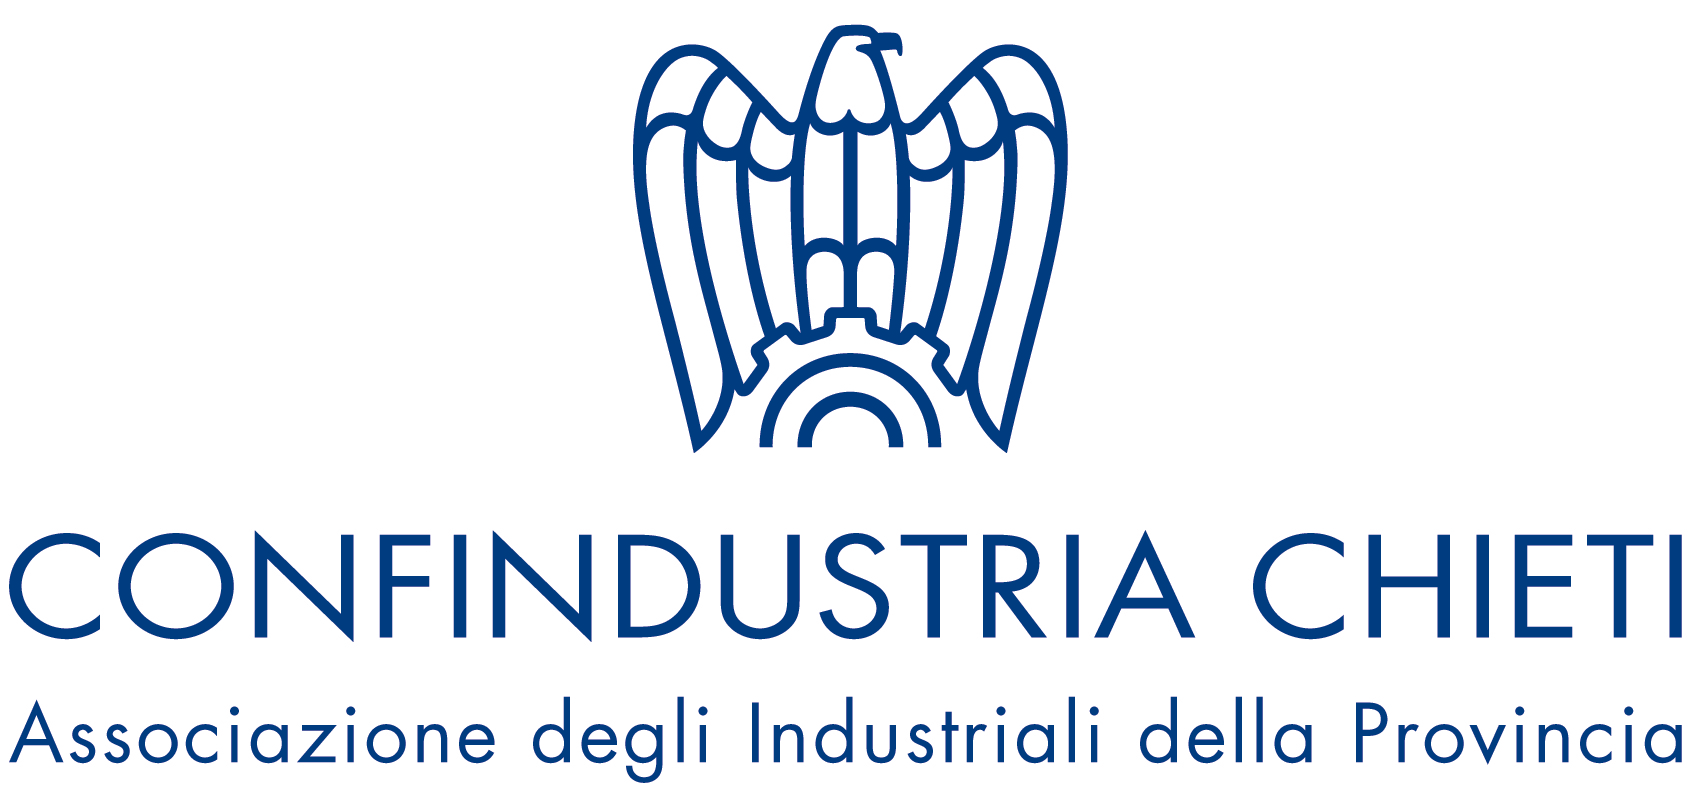 CONFINDUSTRIA CHIETI
Associazione degli Industriali della Provincia